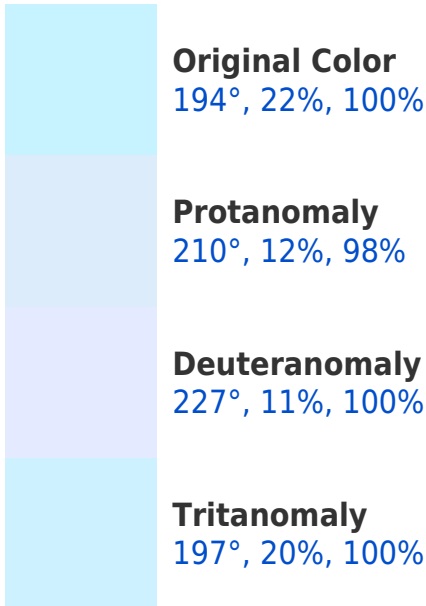 Original Color
194°, 22%, 100%
Protanomaly
210°, 12%, 98%
Deuteranomaly
227°, 11%, 100%
Tritanomaly
197°, 20%, 100%